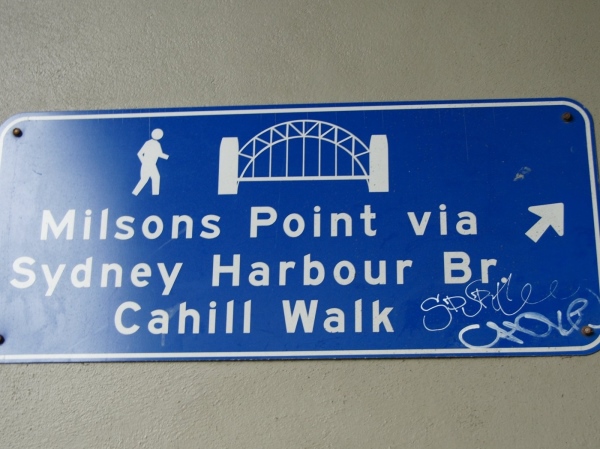 Milsons Point via
Sydney Harbour Br.
Cahill Walk